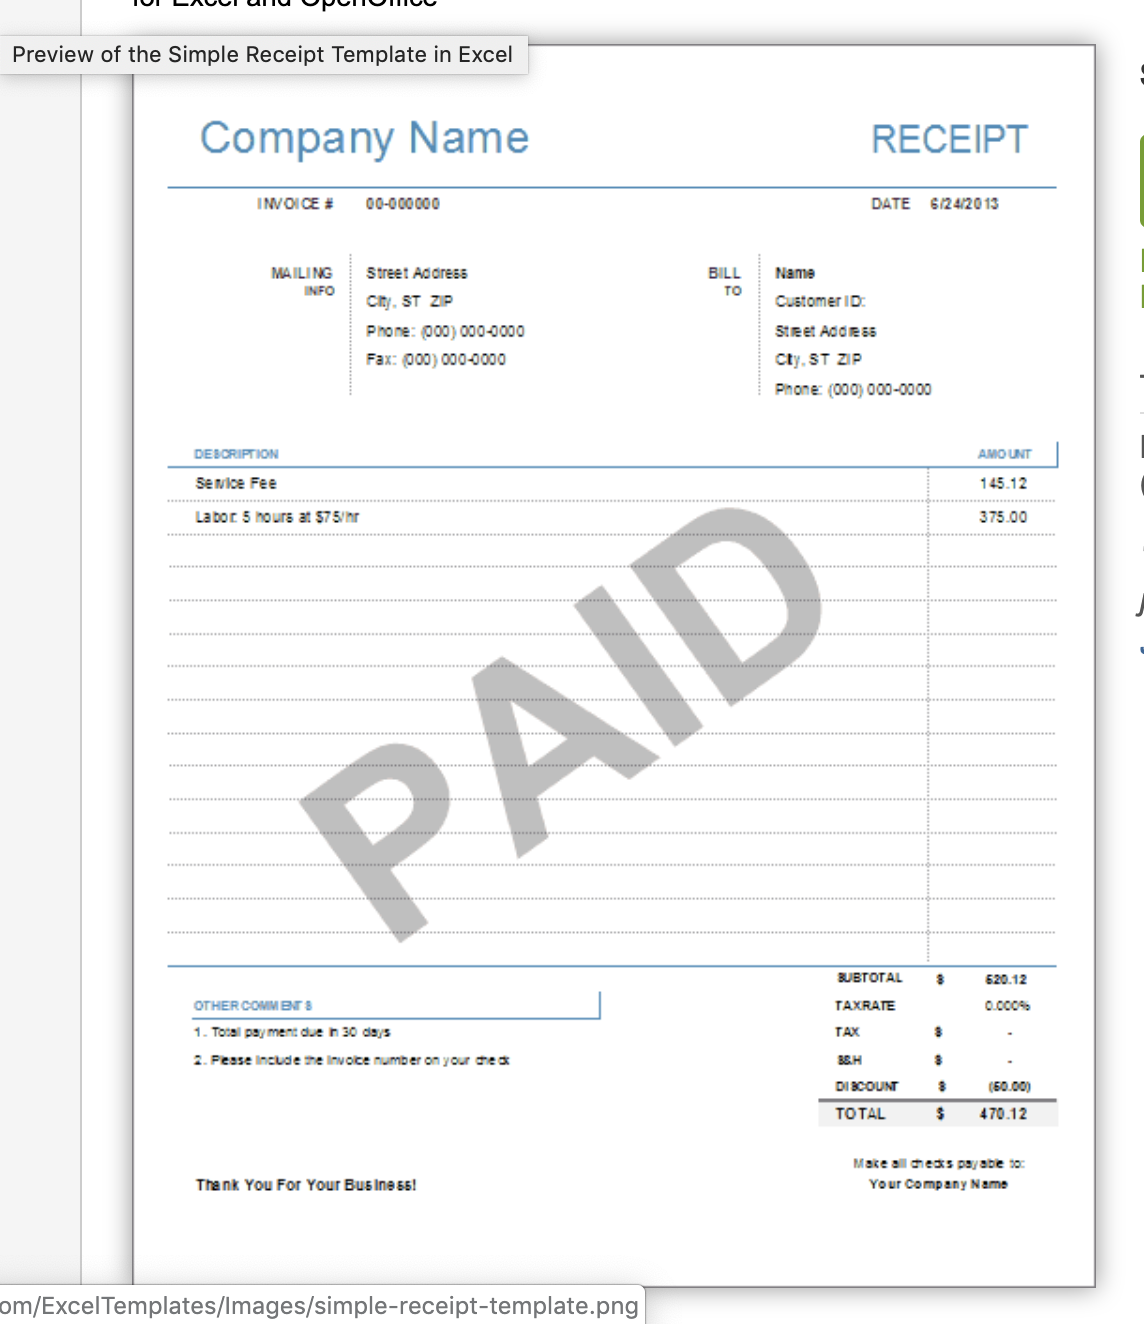 for Excel and OpenOffice
Preview of the Simple Receipt Template in Excel
Company Name
RECEIPT
INVOICE # 00-000000
DATE 6/24/2013
MAILING INFO
Street Address
City, ST ZIP
Phone: (000) 000-0000
Fax: (000) 000-0000
BILL TO
Name
Customer ID:
Street Address
City, ST ZIP
Phone: (000) 000-0000
DESCRIPTION AMOUNT
Service Fee 145.12
Labor: 5 hours at $75/hr 375.00
PAID
SUBTOTAL $ 520.12
TAX RATE 0.000%
TAX $ -
S&H $ -
DISCOUNT $ (50.00)
TOTAL $ 470.12
OTHER COMMENTS
1. Total payment due in 30 days
2. Please include the invoice number on your check
Make all checks payable to:
Your Company Name
Thank You For Your Business!
om/ExcelTemplates/Images/simple-receipt-template.png